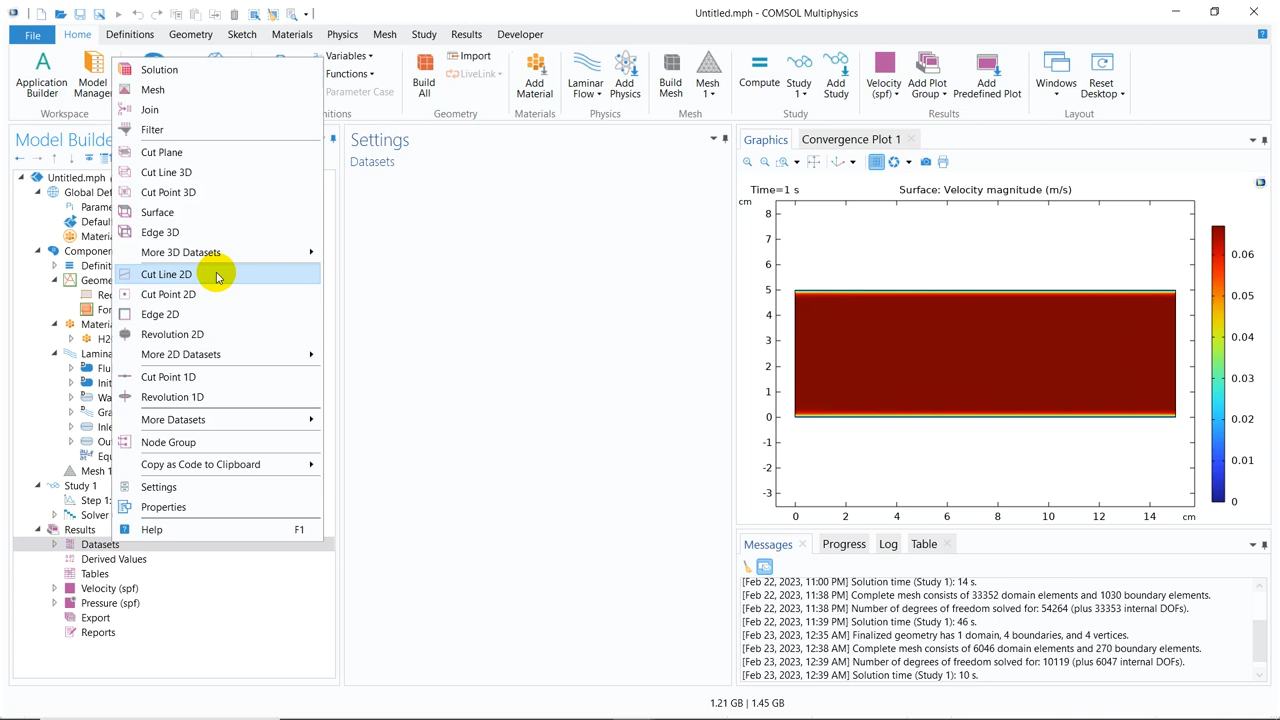 Untitled.mph - COMSOL Multiphysics
File Home Definitions Geometry Sketch Materials Physics Mesh Study Results Developer
Application Builder
Model Manager
Workspace
Variables
Functions
Parameter Case
nitions
Build All
Import
LiveLink
Geometry
Add Material
Materials
Laminar Flow
Add Physics
Physics
Build Mesh
Mesh 1
Mesh
Compute
Study 1
Add Study
Study
Velocity (spf)
Add Plot Group
Add Predefined Plot
Results
Windows
Reset Desktop
Layout
Model Build
Untitled.mph
Global Def
Pi Parame
Default
Materia
Component
Definit
Geome
Rec
For
Materia
H2
Lamina
Flu
Init
Wa
Gra
Inle
Out
Equ
Mesh 1
Study 1
Step 1:
Solver
Results
Datasets
Derived Values
Tables
Velocity (spf)
Pressure (spf)
Export
Reports
Solution
Mesh
Join
Filter
Cut Plane
Cut Line 3D
Cut Point 3D
Surface
Edge 3D
More 3D Datasets
Cut Line 2D
Cut Point 2D
Edge 2D
Revolution 2D
More 2D Datasets
Cut Point 1D
Revolution 1D
More Datasets
Node Group
Copy as Code to Clipboard
Settings
Properties
Help F1
Settings
Datasets
Graphics Convergence Plot 1
Time=1 s Surface: Velocity magnitude (m/s)
cm
8
7
6
5
4
3
2
1
0
-1
-2
-3
0 2 4 6 8 10 12 14 cm
0.06
0.05
0.04
0.03
0.02
0.01
0
Messages Progress Log Table
[Feb 22, 2023, 11:00 PM] Solution time (Study 1): 14 s.
[Feb 22, 2023, 11:38 PM] Complete mesh consists of 33352 domain elements and 1030 boundary elements.
[Feb 22, 2023, 11:38 PM] Number of degrees of freedom solved for: 54264 (plus 33353 internal DOFs).
[Feb 22, 2023, 11:39 PM] Solution time (Study 1): 46 s.
[Feb 23, 2023, 12:35 AM] Finalized geometry has 1 domain, 4 boundaries, and 4 vertices.
[Feb 23, 2023, 12:38 AM] Complete mesh consists of 6046 domain elements and 270 boundary elements.
[Feb 23, 2023, 12:39 AM] Number of degrees of freedom solved for: 10119 (plus 6047 internal DOFs).
[Feb 23, 2023, 12:39 AM] Solution time (Study 1): 10 s.
1.21 GB | 1.45 GB